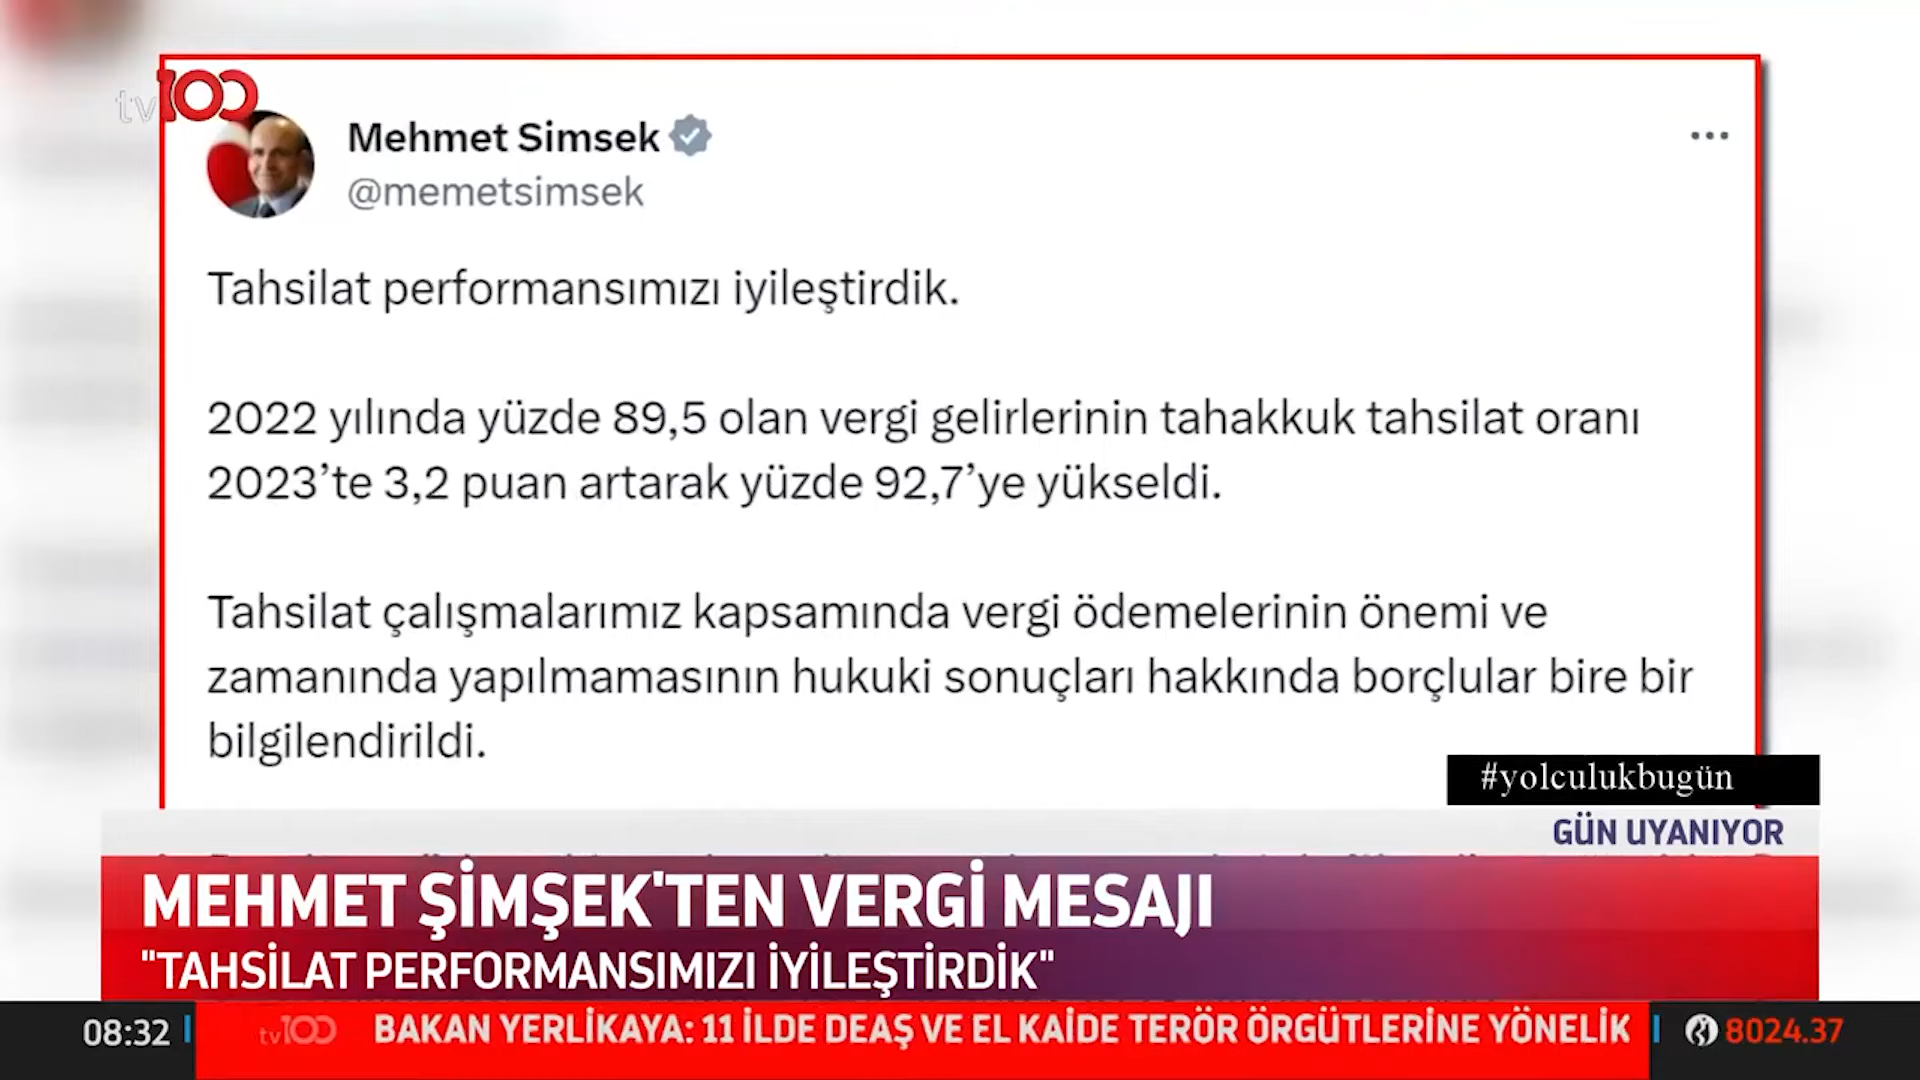 tv100
Mehmet Simsek
@memetsimsek
Tahsilat performansımızı iyileştirdik.
2022 yılında yüzde 89,5 olan vergi gelirlerinin tahakkuk tahsilat oranı
2023’te 3,2 puan artarak yüzde 92,7’ye yükseldi.
Tahsilat çalışmalarımız kapsamında vergi ödemelerinin önemi ve
zamanında yapılmamasının hukuki sonuçları hakkında borçlular bire bir
bilgilendirildi.
#yolculukbugün
GÜN UYANIYOR
MEHMET ŞİMŞEK'TEN VERGİ MESAJI
"TAHSİLAT PERFORMANSIMIZI İYİLEŞTİRDİK"
08:32
tv100
BAKAN YERLİKAYA: 11 İLDE DEAŞ VE EL KAİDE TERÖR ÖRGÜTLERİNE YÖNELİK
8024.37